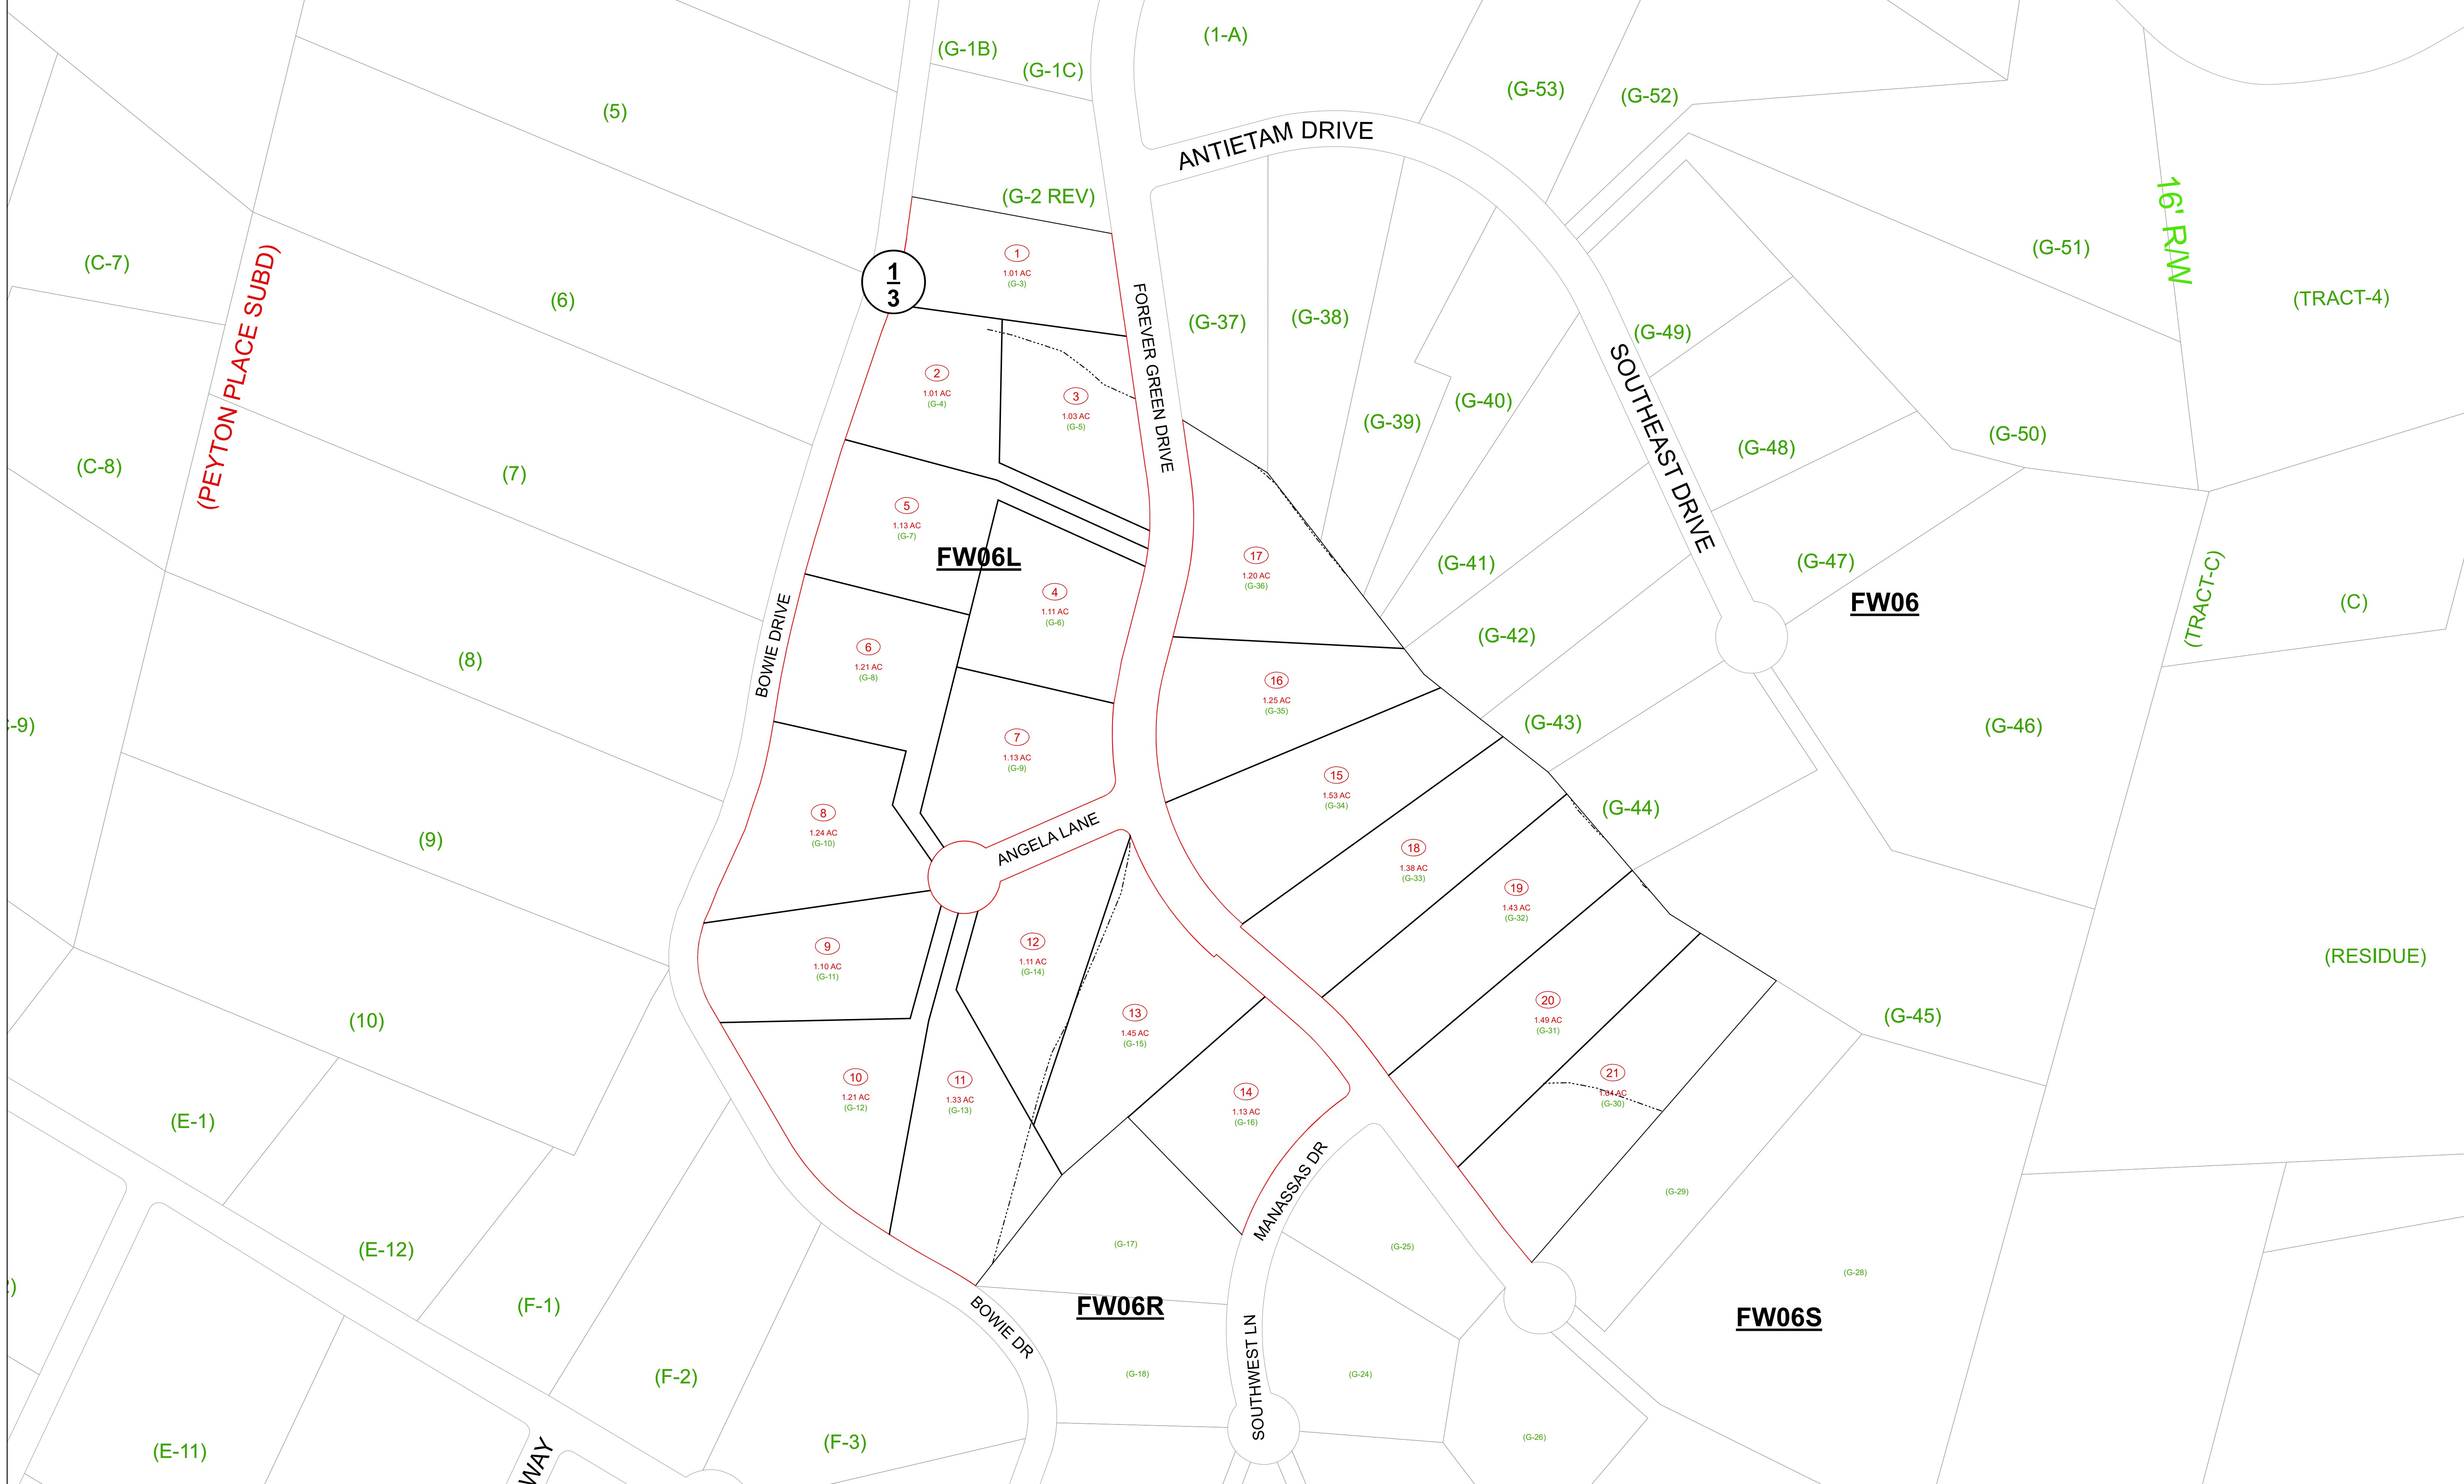 (G-1B)
(G-1C)
(1-A)
(G-53)
(G-52)
(5)
ANTIETAM DRIVE
(G-2 REV)
16' R/W
(C-7)
(PEYTON PLACE SUBD)
(6)
1
3
1
1.01 AC
(G-3)
FOREVER GREEN DRIVE
(G-37)
(G-38)
(G-49)
(G-51)
(TRACT-4)
2
1.01 AC
(G-4)
3
1.03 AC
(G-5)
(G-39)
(G-40)
SOUTHEAST DRIVE
(G-48)
(G-50)
(C-8)
(7)
5
1.13 AC
(G-7)
FW06L
17
1.20 AC
(G-36)
(G-41)
(G-47)
FW06
(TRACT-C)
(C)
4
1.11 AC
(G-6)
BOWIE DRIVE
6
1.21 AC
(G-8)
(8)
(G-42)
16
1.25 AC
(G-35)
-9)
7
1.13 AC
(G-9)
(G-43)
(G-46)
15
1.53 AC
(G-34)
(9)
8
1.24 AC
(G-10)
ANGELA LANE
(G-44)
18
1.38 AC
(G-33)
19
1.43 AC
(G-32)
9
1.10 AC
(G-11)
12
1.11 AC
(G-14)
(RESIDUE)
(10)
13
1.45 AC
(G-15)
20
1.49 AC
(G-31)
(G-45)
10
1.21 AC
(G-12)
11
1.33 AC
(G-13)
14
1.13 AC
(G-16)
21
(G-30)
(E-1)
MANASSAS DR
(G-29)
(E-12)
(G-17)
(G-25)
(G-28)
(F-1)
FW06R
FW06S
BOWIE DR
SOUTHWEST LN
(F-2)
(G-18)
(G-24)
(E-11)
WAY
(F-3)
(G-26)